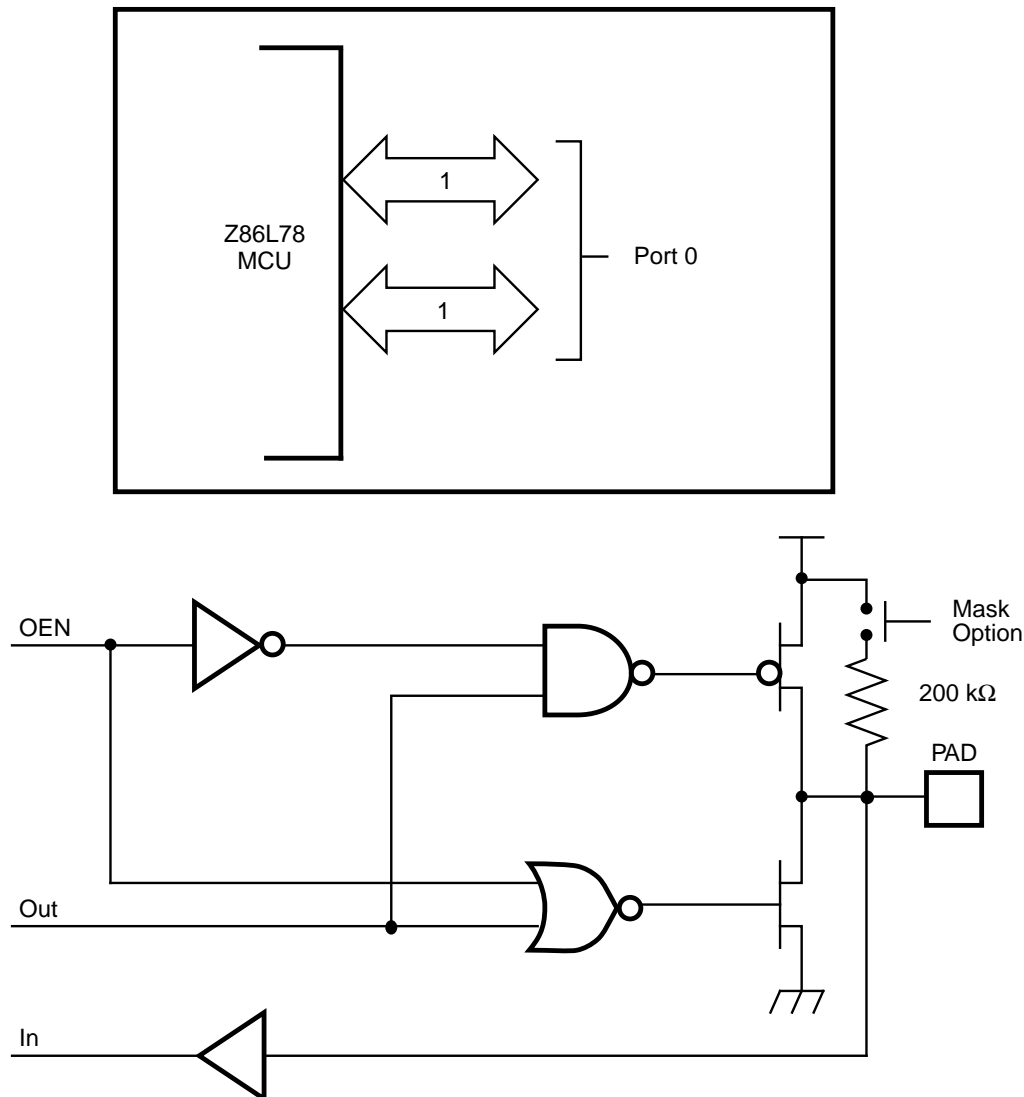 1
Z86L78
MCU
Port 0
1
OEN
Mask
Option
200 kΩ
PAD
Out
In